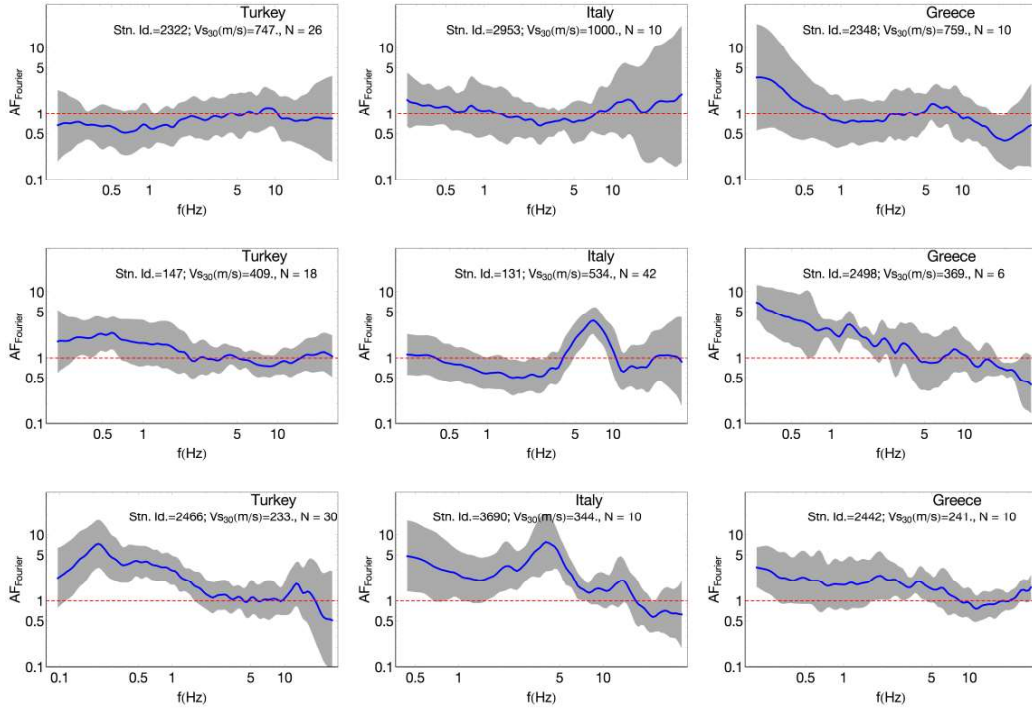 Turkey
Stn. Id.=2322; Vs30(m/s)=747., N = 26
10
5
1
0.5
0.1
AFFourier
0.5 1 5 10
f(Hz)
Italy
Stn. Id.=2953; Vs30(m/s)=1000., N = 10
10
5
1
0.5
0.1
AFFourier
0.5 1 5 10
f(Hz)
Greece
Stn. Id.=2348; Vs30(m/s)=759., N = 10
10
5
1
0.5
0.1
AFFourier
0.5 1 5 10
f(Hz)
Turkey
Stn. Id.=147; Vs30(m/s)=409., N = 18
10
5
1
0.5
0.1
AFFourier
0.5 1 5 10
f(Hz)
Italy
Stn. Id.=131; Vs30(m/s)=534., N = 42
10
5
1
0.5
0.1
AFFourier
0.5 1 5 10
f(Hz)
Greece
Stn. Id.=2498; Vs30(m/s)=369., N = 6
10
5
1
0.5
0.1
AFFourier
0.5 1 5 10
f(Hz)
Turkey
Stn. Id.=2466; Vs30(m/s)=233., N = 30
10
5
1
0.5
0.1
AFFourier
0.1 0.5 1 5 10
f(Hz)
Italy
Stn. Id.=3690; Vs30(m/s)=344., N = 10
10
5
1
0.5
0.1
AFFourier
0.5 1 5 10
f(Hz)
Greece
Stn. Id.=2442; Vs30(m/s)=241., N = 10
10
5
1
0.5
0.1
AFFourier
0.5 1 5 10
f(Hz)